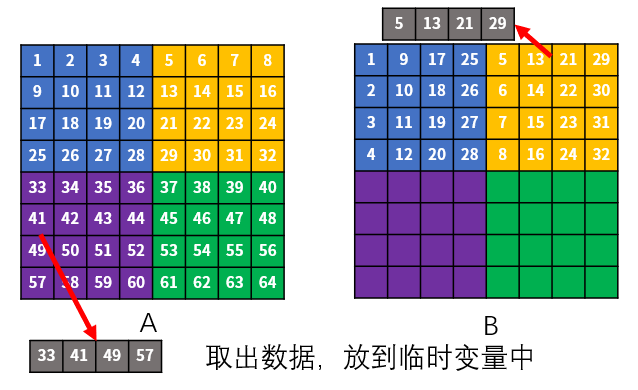 5 13 21 29
1 2 3 4 5 6 7 8
9 10 11 12 13 14 15 16
17 18 19 20 21 22 23 24
25 26 27 28 29 30 31 32
33 34 35 36 37 38 39 40
41 42 43 44 45 46 47 48
49 50 51 52 53 54 55 56
57 58 59 60 61 62 63 64
A
33 41 49 57
1 9 17 25 5 13 21 29
2 10 18 26 6 14 22 30
3 11 19 27 7 15 23 31
4 12 20 28 8 16 24 32
B
取出数据，放到临时变量中